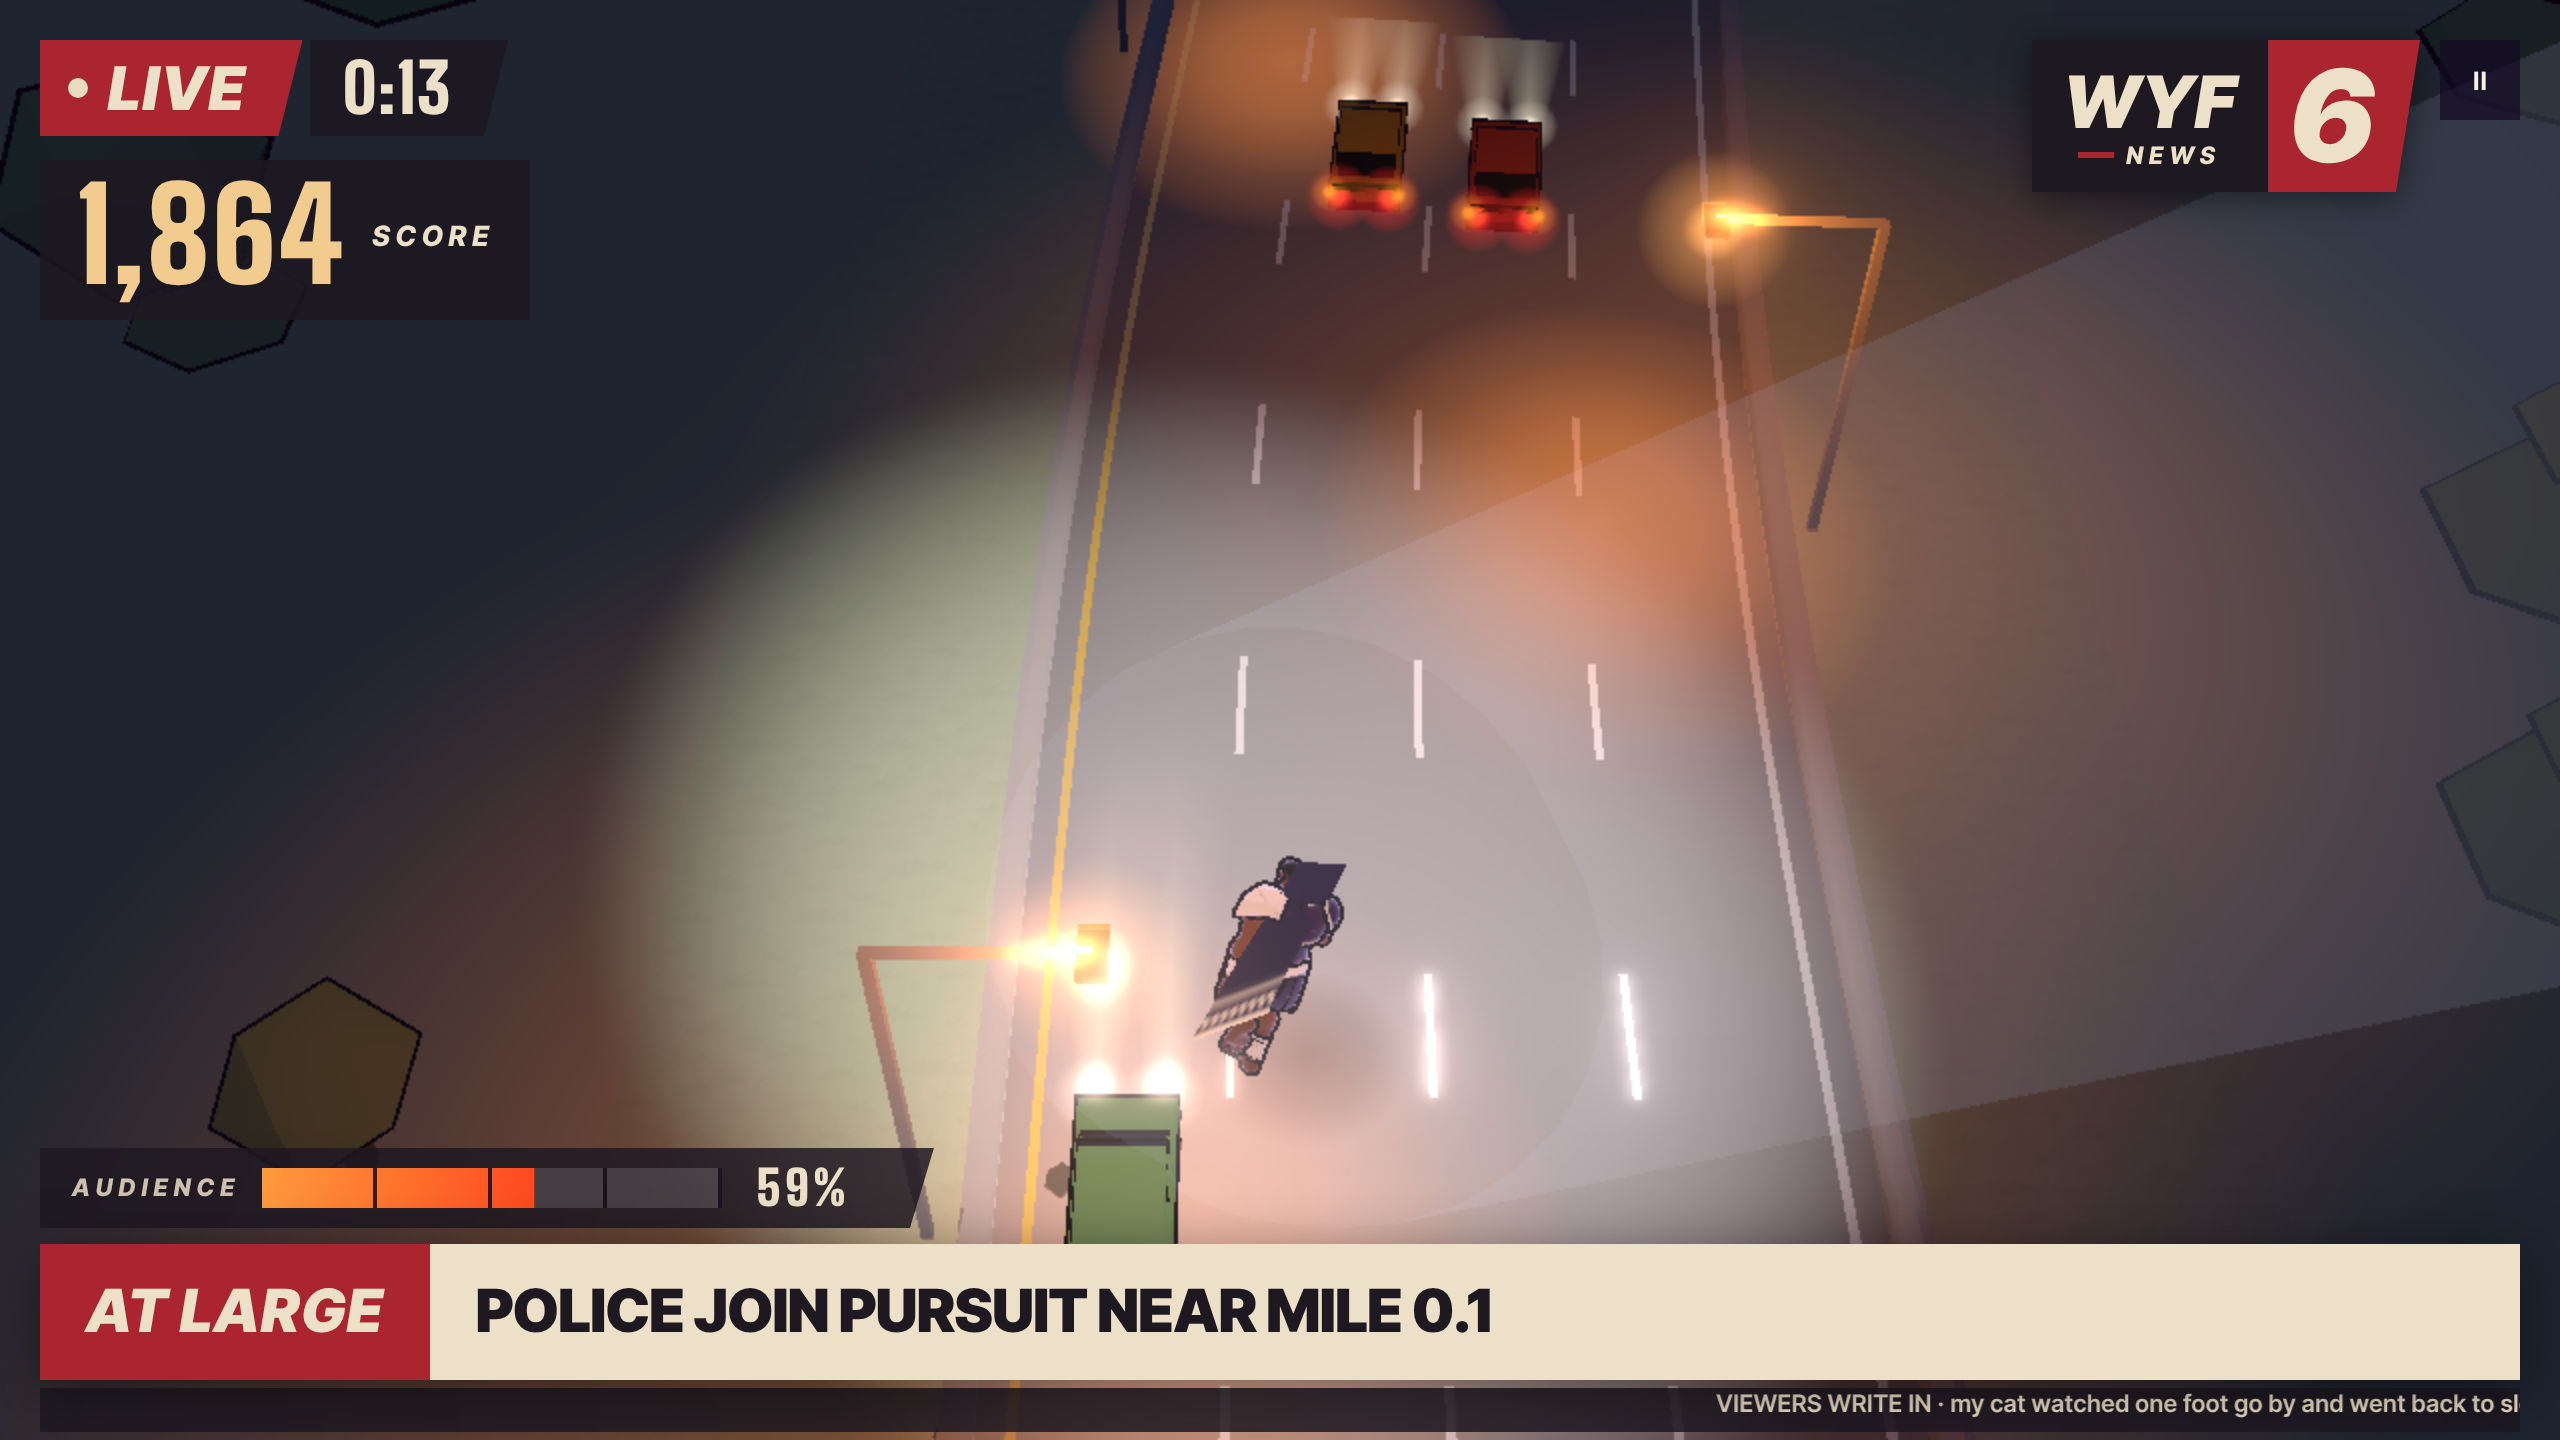 • LIVE 0:13
1,864 SCORE
WYF 6
NEWS
AUDIENCE 59%
AT LARGE POLICE JOIN PURSUIT NEAR MILE 0.1
VIEWERS WRITE IN · my cat watched one foot go by and went back to